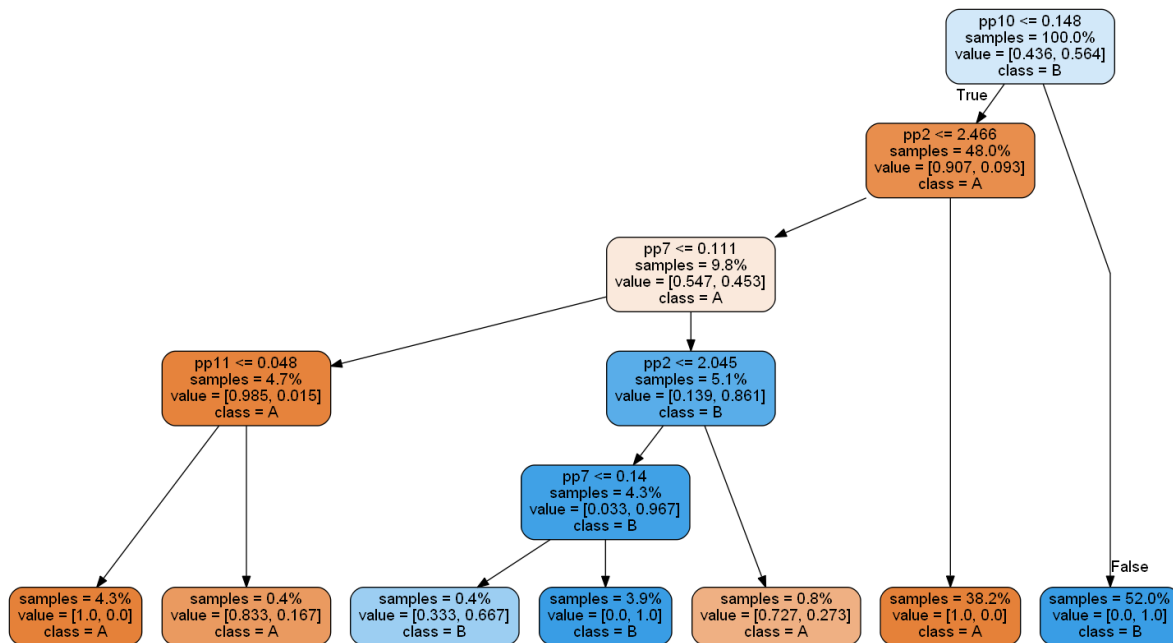 pp10 <= 0.148
samples = 100.0%
value = [0.436, 0.564]
class = B
True
pp2 <= 2.466
samples = 48.0%
value = [0.907, 0.093]
class = A
pp7 <= 0.111
samples = 9.8%
value = [0.547, 0.453]
class = A
pp11 <= 0.048
samples = 4.7%
value = [0.985, 0.015]
class = A
pp2 <= 2.045
samples = 5.1%
value = [0.139, 0.861]
class = B
pp7 <= 0.14
samples = 4.3%
value = [0.033, 0.967]
class = B
False
samples = 4.3%
value = [1.0, 0.0]
class = A
samples = 0.4%
value = [0.833, 0.167]
class = A
samples = 0.4%
value = [0.333, 0.667]
class = B
samples = 3.9%
value = [0.0, 1.0]
class = B
samples = 0.8%
value = [0.727, 0.273]
class = A
samples = 38.2%
value = [1.0, 0.0]
class = A
samples = 52.0%
value = [0.0, 1.0]
class = B